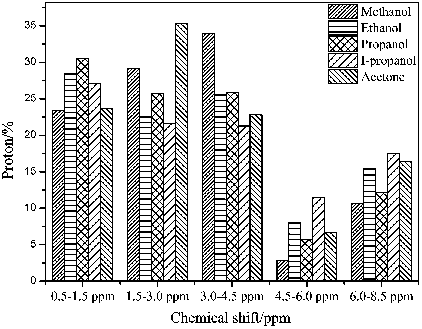 Methanol
Ethanol
Propanol
I-propanol
Acetone
35
30
25
20
15
10
5
0
Proton/%
0.5-1.5 ppm 1.5-3.0 ppm 3.0-4.5 ppm 4.5-6.0 ppm 6.0-8.5 ppm
Chemical shift/ppm